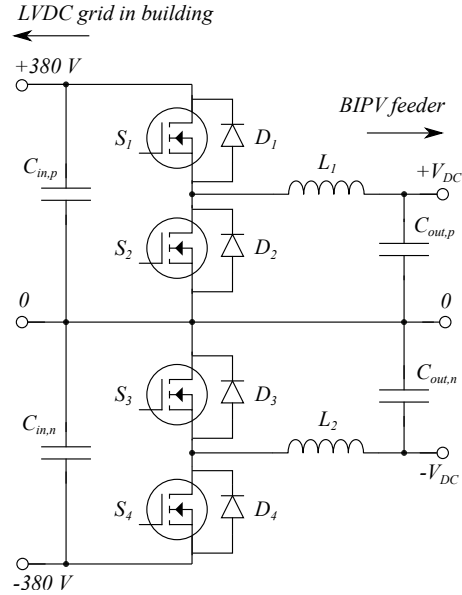 LVDC grid in building
+380 V
BIPV feeder
S1
D1
L1
+VDC
Cin,p
S2
D2
Cout,p
0
0
S3
D3
Cout,n
Cin,n
L2
-VDC
S4
D4
-380 V